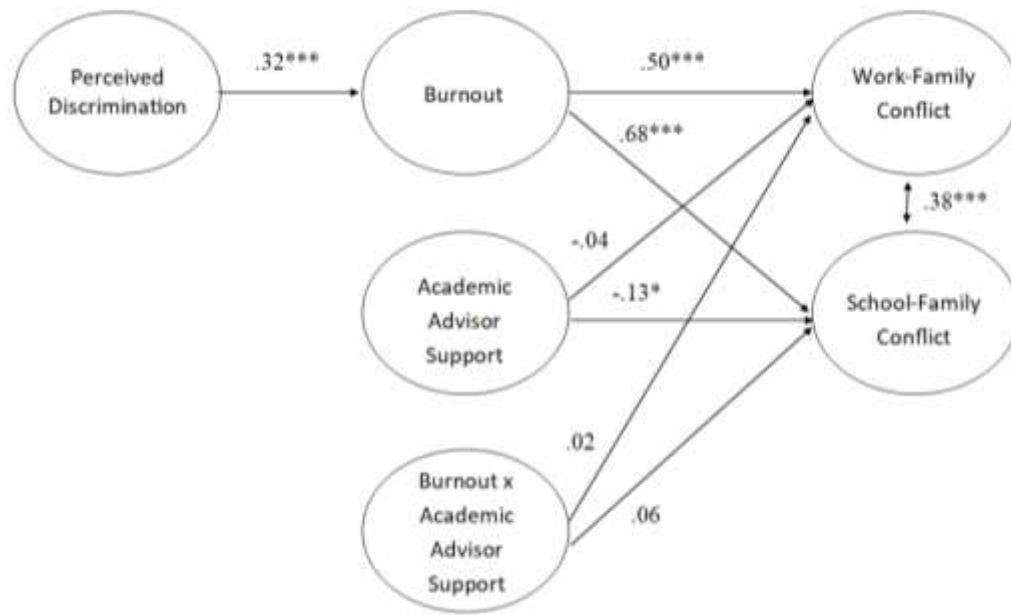 Perceived
Discrimination
.32***
Burnout
.50***
.68***
Work-Family
Conflict
.38***
Academic
Advisor
Support
-.04
-.13*
School-Family
Conflict
Burnout x
Academic
Advisor
Support
.02
.06